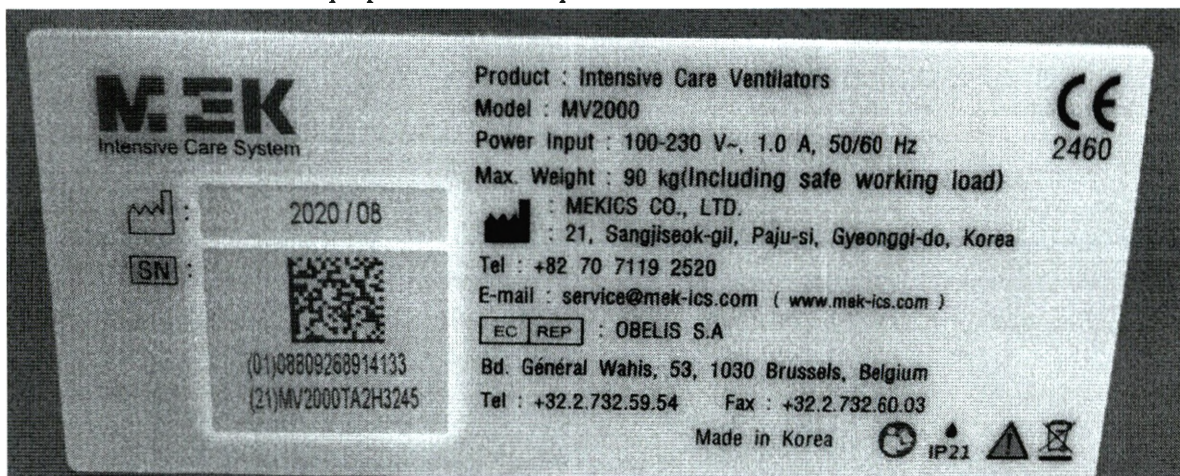 MEK
Intensive Care System
: 2020/08
SN :
(01)08809268914133
(21)MV2000TA2H3245
Product : Intensive Care Ventilators
Model : MV2000
Power Input : 100-230 V~, 1.0 A, 50/60 Hz
Max. Weight : 90 kg(Including safe working load)
: MEKICS CO., LTD.
: 21, Sangjiseok-gil, Paju-si, Gyeonggi-do, Korea
Tel : +82 70 7119 2520
E-mail : service@mek-ics.com ( www.mek-ics.com )
EC REP : OBELIS S.A
Bd. Général Wahis, 53, 1030 Brussels, Belgium
Tel : +32.2.732.59.54 Fax : +32.2.732.60.03
Made in Korea
IP21
CE
2460